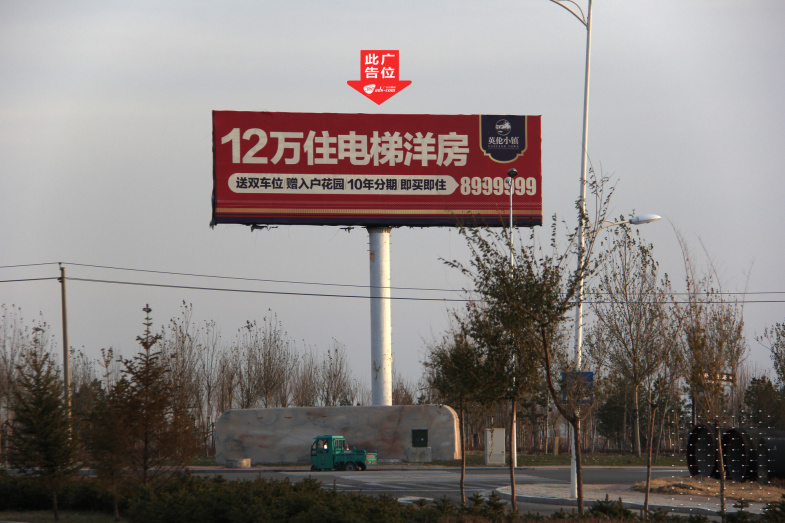 此广
告位
12万住电梯洋房
英伦小镇
送双车位 赠入户花园 10年分期 即买即住
8999999